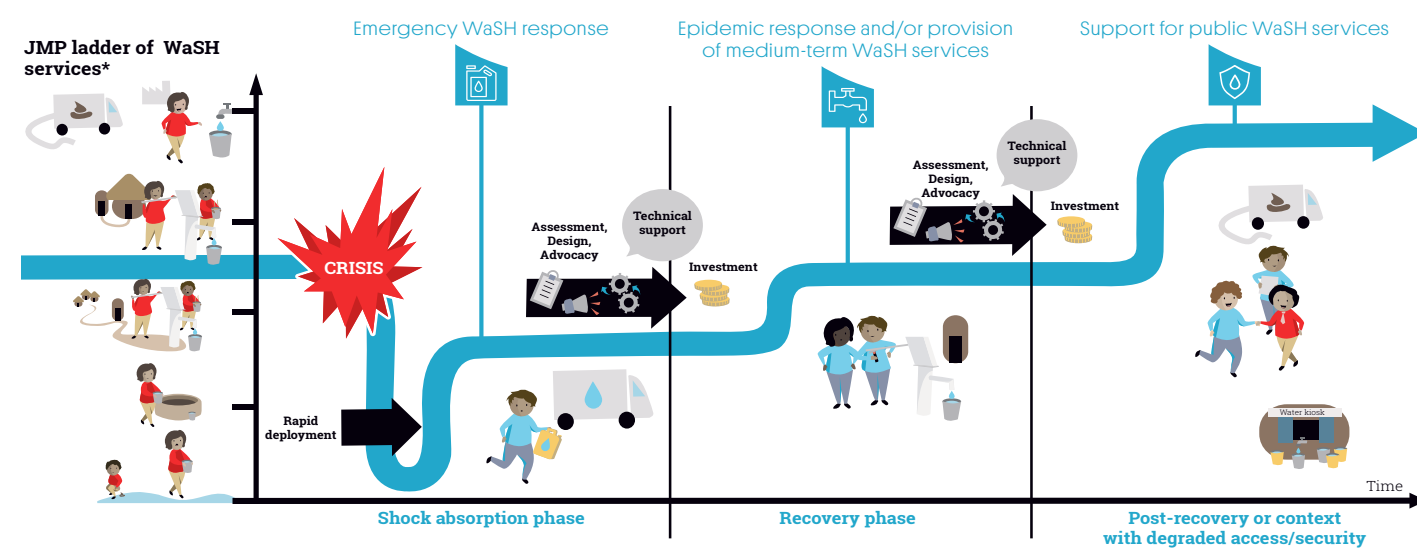 Emergency WaSH response
Epidemic response and/or provision
of medium-term WaSH services
Support for public WaSH services
JMP ladder of WaSH
services*
CRISIS
Rapid
deployment
Assessment,
Design,
Advocacy
Technical
support
Investment
Assessment,
Design,
Advocacy
Technical
support
Investment
Water kiosk
Time
Shock absorption phase
Recovery phase
Post-recovery or context
with degraded access/security